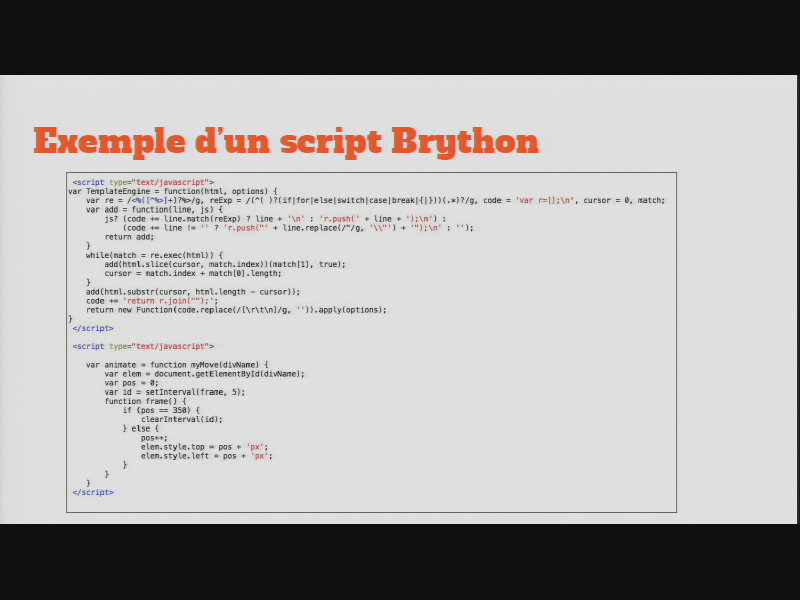 Exemple d'un script Brython
<script type="text/javascript">
var TemplateEngine = function(html, options) {
    var re = /<%([^%>]+)?%>/g, reExp = /(^( )?(if|for|else|switch|case|break|{|}))(.*)?/g, code = 'var r=[];\n', cursor = 0, match;
    var add = function(line, js) {
        js? (code += line.match(reExp) ? line + '\n' : 'r.push(' + line + ');\n') :
            (code += line != '' ? 'r.push("' + line.replace(/"/g, '\\"') + '");\n' : '');
        return add;
    }
    while(match = re.exec(html)) {
        add(html.slice(cursor, match.index))(match[1], true);
        cursor = match.index + match[0].length;
    }
    add(html.substr(cursor, html.length - cursor));
    code += 'return r.join("");';
    return new Function(code.replace(/[\r\t\n]/g, '')).apply(options);
}
</script>
<script type="text/javascript">
    var animate = function myMove(divName) {
        var elem = document.getElementById(divName);
        var pos = 0;
        var id = setInterval(frame, 5);
        function frame() {
            if (pos == 350) {
                clearInterval(id);
            } else {
                pos++;
                elem.style.top = pos + 'px';
                elem.style.left = pos + 'px';
            }
        }
    }
</script>